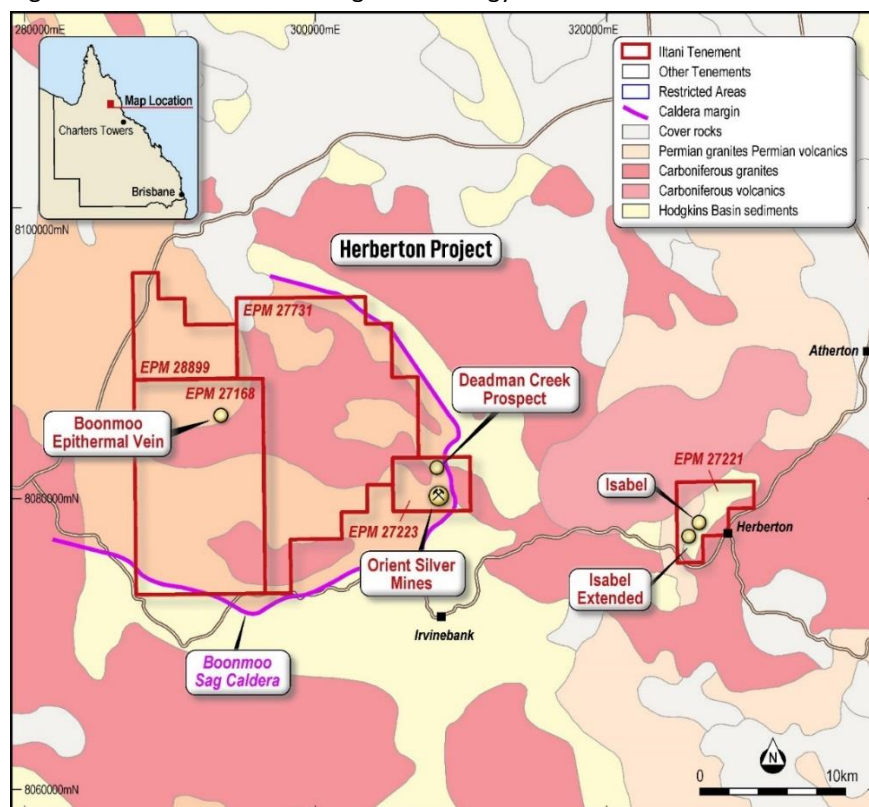 280000mE
300000mE
320000mE
Map Location
Charters Towers
Brisbane
Iltani Tenement
Other Tenements
Restricted Areas
Caldera margin
Cover rocks
Permian granites Permian volcanics
Carboniferous granites
Carboniferous volcanics
Hodgkins Basin sediments
8100000mN
Herberton Project
EPM 27731
Atherton
EPM 28899
EPM 27168
Deadman Creek
Prospect
Boonmoo
Epithermal Vein
EPM 27221
Isabel
8080000mN
EPM 27223
Herberton
Orient Silver
Mines
Isabel
Extended
Irvinebank
Boonmoo
Sag Caldera
N
0
10km
8060000mN